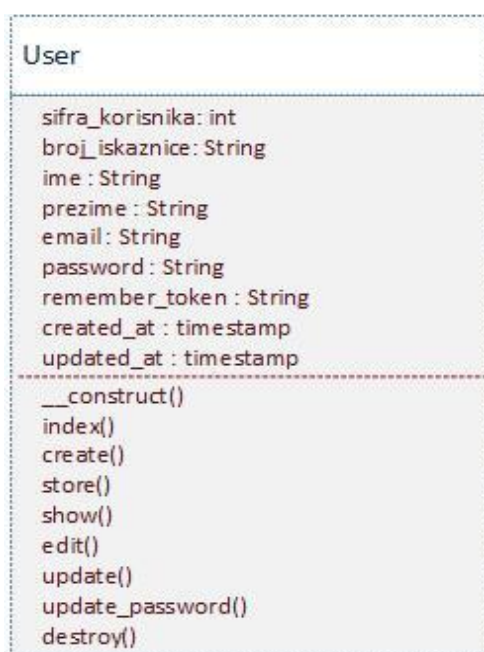 User
sifra_korisnika: int
broj_iskaznice: String
ime : String
prezime : String
email : String
password : String
remember_token : String
created_at : timestamp
updated_at : timestamp
__construct()
index()
create()
store()
show()
edit()
update()
update_password()
destroy()